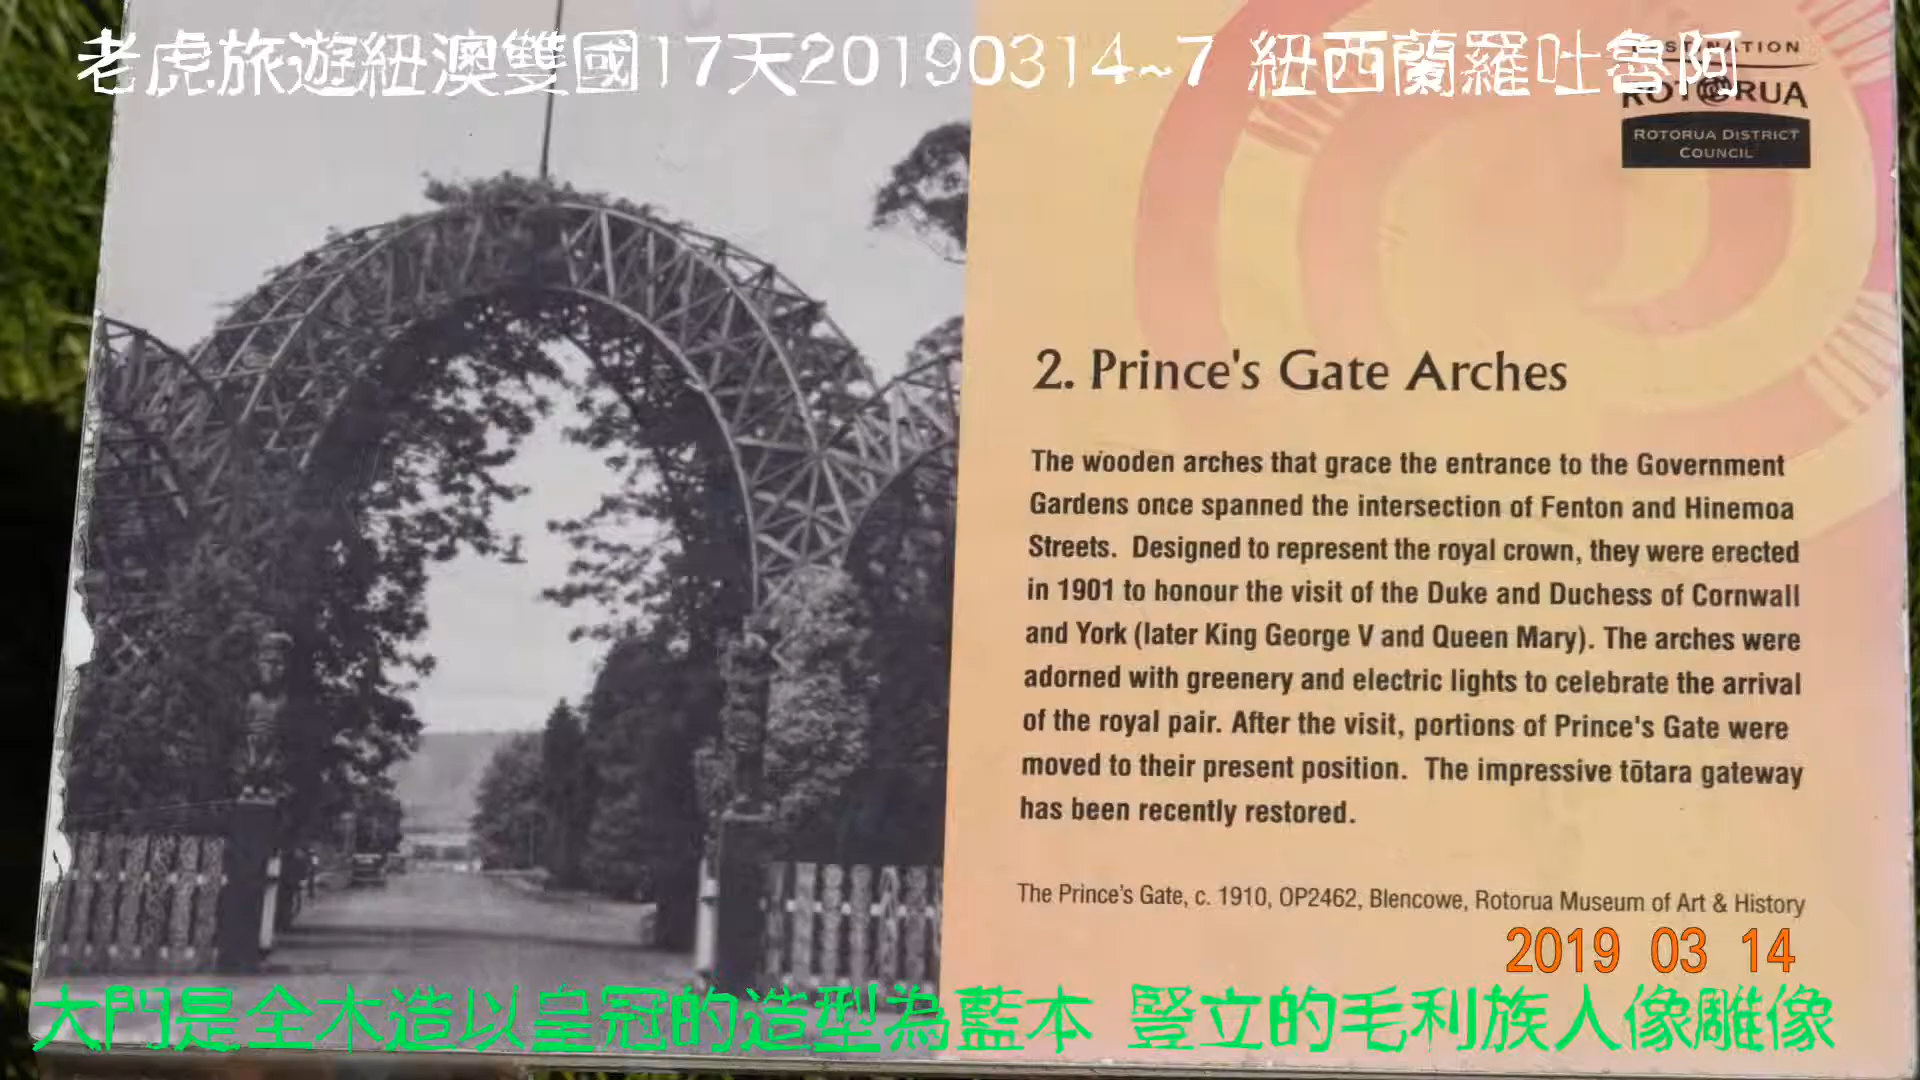 老虎旅遊紐澳雙國17天20190314~7 紐西蘭羅吐魯阿
ROTORUA
ROTORUA DISTRICT
COUNCIL
2. Prince's Gate Arches
The wooden arches that grace the entrance to the Government
Gardens once spanned the intersection of Fenton and Hinemoa
Streets. Designed to represent the royal crown, they were erected
in 1901 to honour the visit of the Duke and Duchess of Cornwall
and York (later King George V and Queen Mary). The arches were
adorned with greenery and electric lights to celebrate the arrival
of the royal pair. After the visit, portions of Prince's Gate were
moved to their present position. The impressive tōtara gateway
has been recently restored.
The Prince's Gate, c. 1910, OP2462, Blencowe, Rotorua Museum of Art & History
2019 03 14
大門是全木造以皇冠的造型為藍本 豎立的毛利族人像雕像